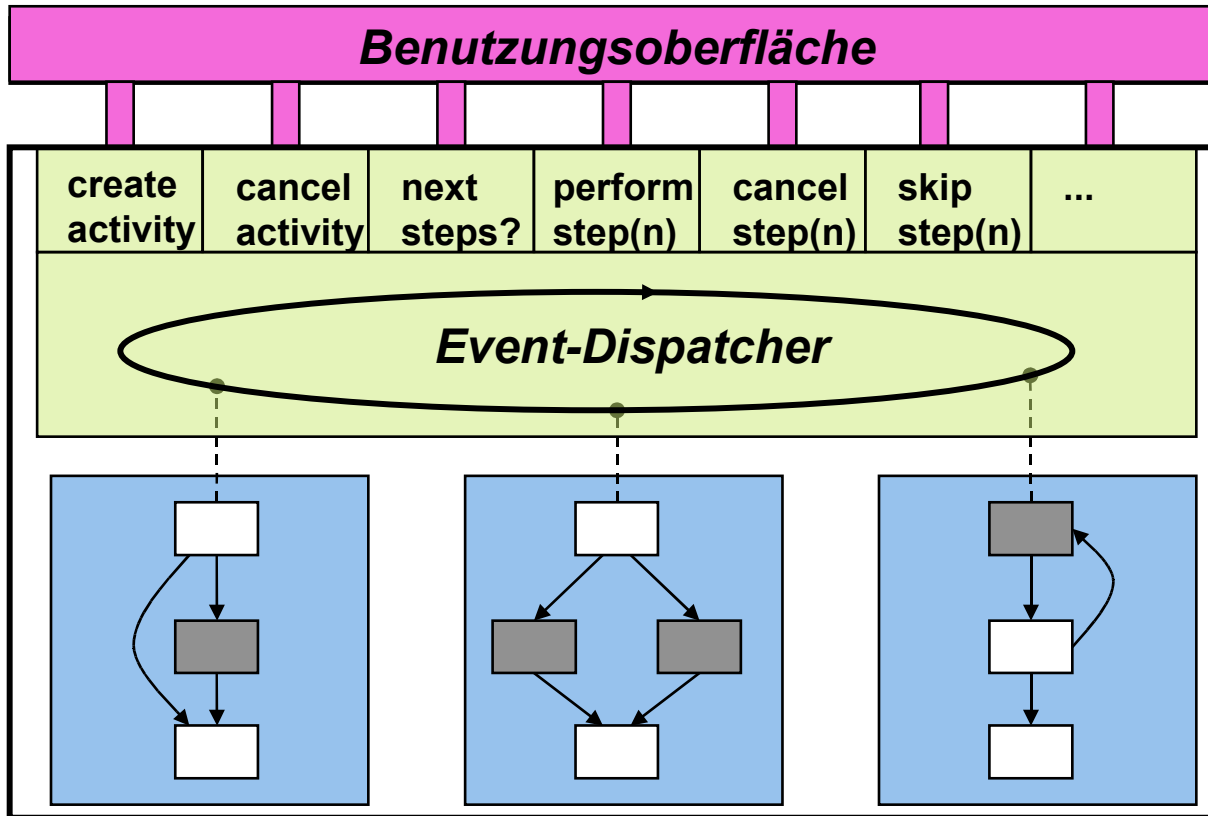 Benutzungsoberfläche
create
activity
cancel
activity
next
steps?
perform
step(n)
cancel
step(n)
skip
step(n)
...
Event-Dispatcher